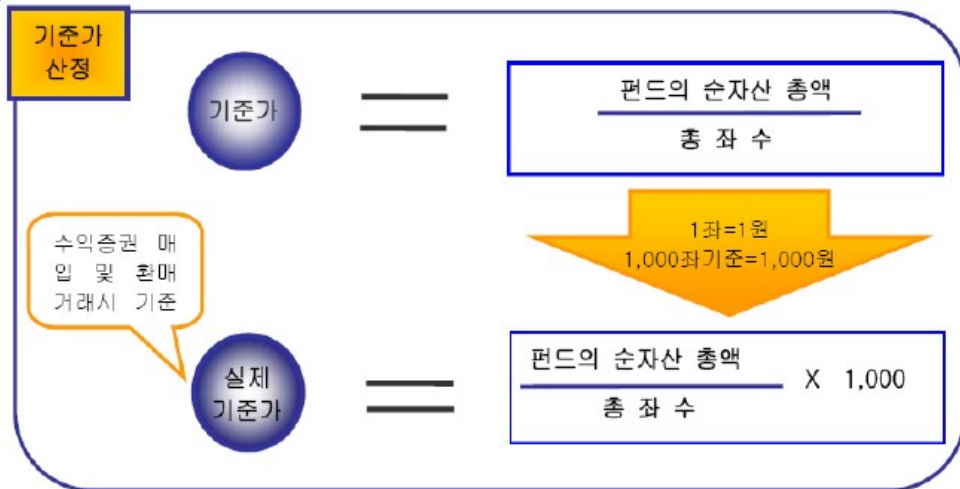 기준가
산정
기준가
펀드의 순자산 총액
총 좌 수
1좌=1원
1,000좌기준=1,000원
수익증권 매
입 및 환매
거래시 기준
실제
기준가
펀드의 순자산 총액
총 좌 수
X 1,000